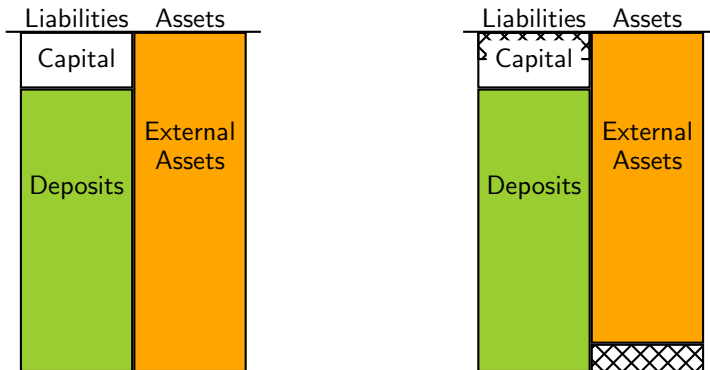 Liabilities Assets
Capital
External
Assets
Deposits
Liabilities Assets
Capital
External
Assets
Deposits